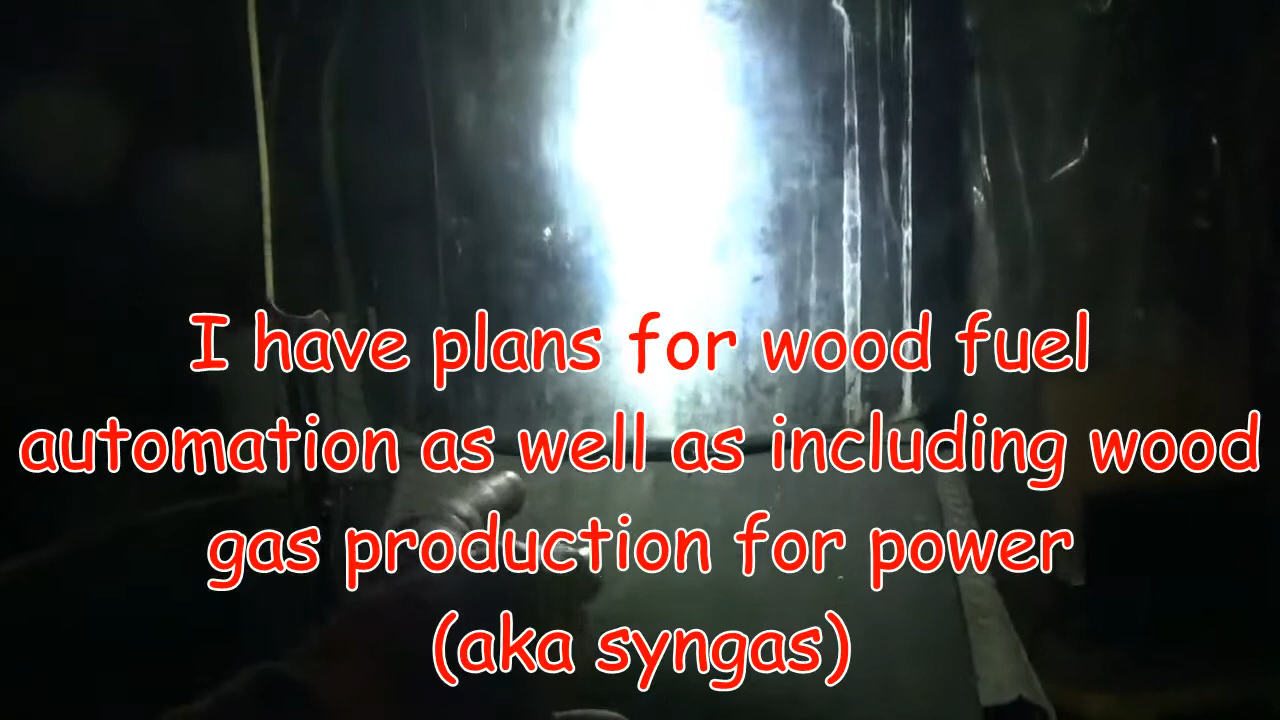 I have plans for wood fuel
automation as well as including wood
gas production for power
(aka syngas)